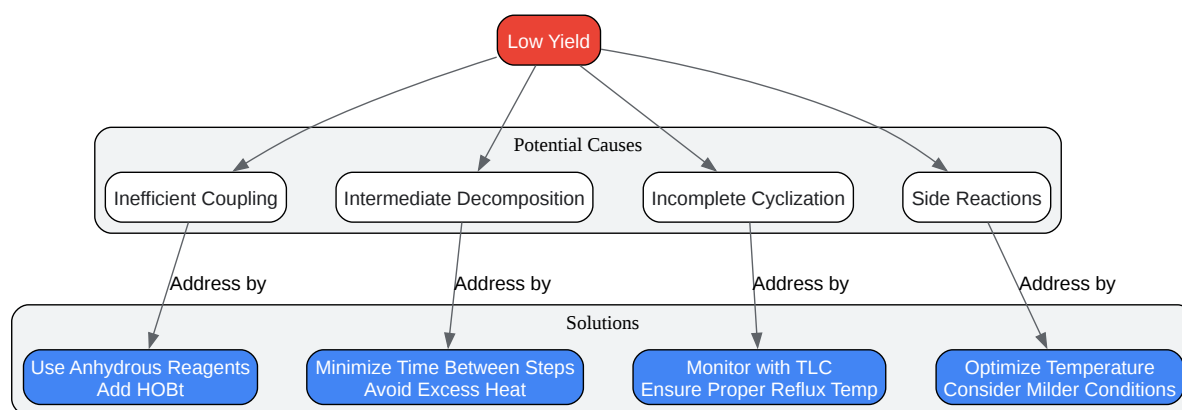 Low Yield
Potential Causes
Inefficient Coupling
Intermediate Decomposition
Incomplete Cyclization
Side Reactions
Address by
Address by
Address by
Address by
Solutions
Use Anhydrous Reagents
Add HOBt
Minimize Time Between Steps
Avoid Excess Heat
Monitor with TLC
Ensure Proper Reflux Temp
Optimize Temperature
Consider Milder Conditions